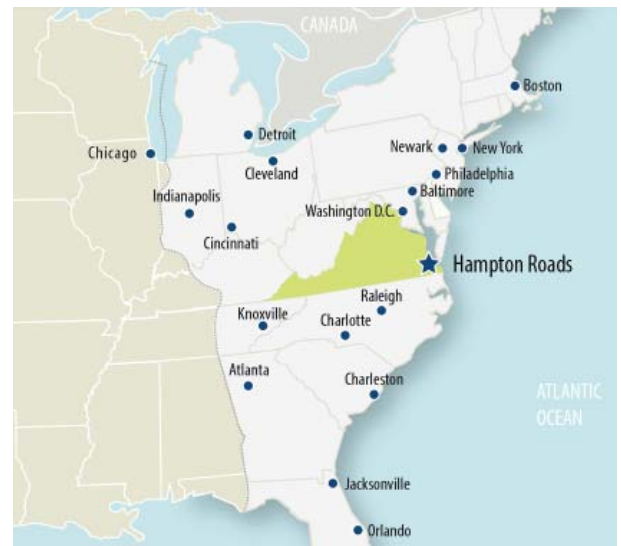 CANADA
Boston
Detroit
Chicago
Cleveland
Newark
New York
Philadelphia
Baltimore
Indianapolis
Washington D.C.
Cincinnati
Hampton Roads
Raleigh
Knoxville
Charlotte
Atlanta
Charleston
ATLANTIC
OCEAN
Jacksonville
Orlando